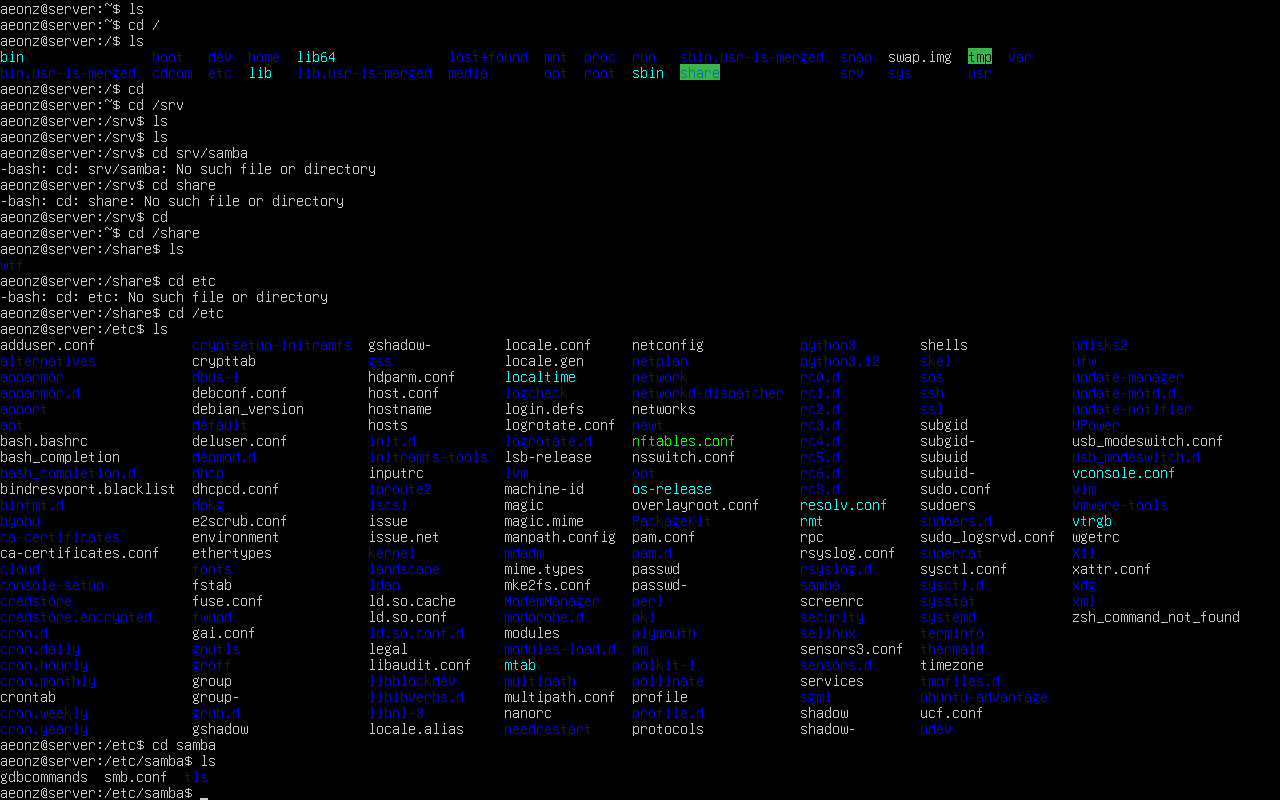 aeonz@server:~$ ls
aeonz@server:~$ cd /
aeonz@server:/$ ls
bin boot dev home lib64 lost+found mnt proc run sbin.usr-is-merged snap swap.img tmp var
bin.usr-is-merged cdrom etc lib lib.usr-is-merged media opt root sbin share srv sys usr
aeonz@server:/$ cd
aeonz@server:~$ cd /srv
aeonz@server:/srv$ ls
aeonz@server:/srv$ ls
aeonz@server:/srv$ cd srv/samba
-bash: cd: srv/samba: No such file or directory
aeonz@server:/srv$ cd share
-bash: cd: share: No such file or directory
aeonz@server:/srv$ cd
aeonz@server:~$ cd /share
aeonz@server:/share$ ls
wtf
aeonz@server:/share$ cd etc
-bash: cd: etc: No such file or directory
aeonz@server:/share$ cd /etc
aeonz@server:/etc$ ls
adduser.conf cryptsetup-initramfs gshadow- locale.conf netconfig python3 shells udisks2
alternatives crypttab gss locale.gen netplan python3.12 skel ufw
apparmor dbus-1 hdparm.conf localtime network rc0.d sos update-manager
apparmor.d debconf.conf host.conf logcheck networkd-dispatcher rc1.d ssh update-motd.d
apport debian_version hostname login.defs networks rc2.d ssl update-notifier
apt default hosts logrotate.conf newt rc3.d subgid UPower
bash.bashrc deluser.conf init.d logrotate.d nftables.conf rc4.d subgid- usb_modeswitch.conf
bash_completion depmod.d initramfs-tools lsb-release nsswitch.conf rc5.d subuid usb_modeswitch.d
bash_completion.d dhcp inputrc lvm opt rc6.d subuid- vconsole.conf
bindresvport.blacklist dhcpcd.conf iproute2 machine-id os-release rcS.d sudo.conf vim
binfmt.d dpkg iscsi magic overlayroot.conf resolv.conf sudoers vmware-tools
byobu e2scrub.conf issue magic.mime PackageKit rmt sudoers.d vtrgb
ca-certificates environment issue.net manpath.config pam.conf rpc sudo_logsrvd.conf wgetrc
ca-certificates.conf ethertypes kernel mdadm pam.d rsyslog.conf supercat X11
cloud fonts landscape mime.types passwd rsyslog.d sysctl.conf xattr.conf
console-setup fstab ldap mke2fs.conf passwd- samba sysctl.d xdg
credstore fuse.conf ld.so.cache ModemManager perl screenrc sysstat xml
credstore.encrypted fwupd ld.so.conf modprobe.d pki security systemd zsh_command_not_found
cron.d gai.conf ld.so.conf.d modules plymouth selinux terminfo
cron.daily gnutls legal modules-load.d pm sensors3.conf thermald
cron.hourly groff libaudit.conf mtab polkit-1 sensors.d timezone
cron.monthly group libblockdev multipath pollinate services tmpfiles.d
crontab group- libibverbs.d multipath.conf profile sgml ubuntu-advantage
cron.weekly grub.d libnl-3 nanorc profile.d shadow ucf.conf
cron.yearly gshadow locale.alias needrestart protocols shadow- udev
aeonz@server:/etc$ cd samba
aeonz@server:/etc/samba$ ls
gdbcommands smb.conf tls
aeonz@server:/etc/samba$ _